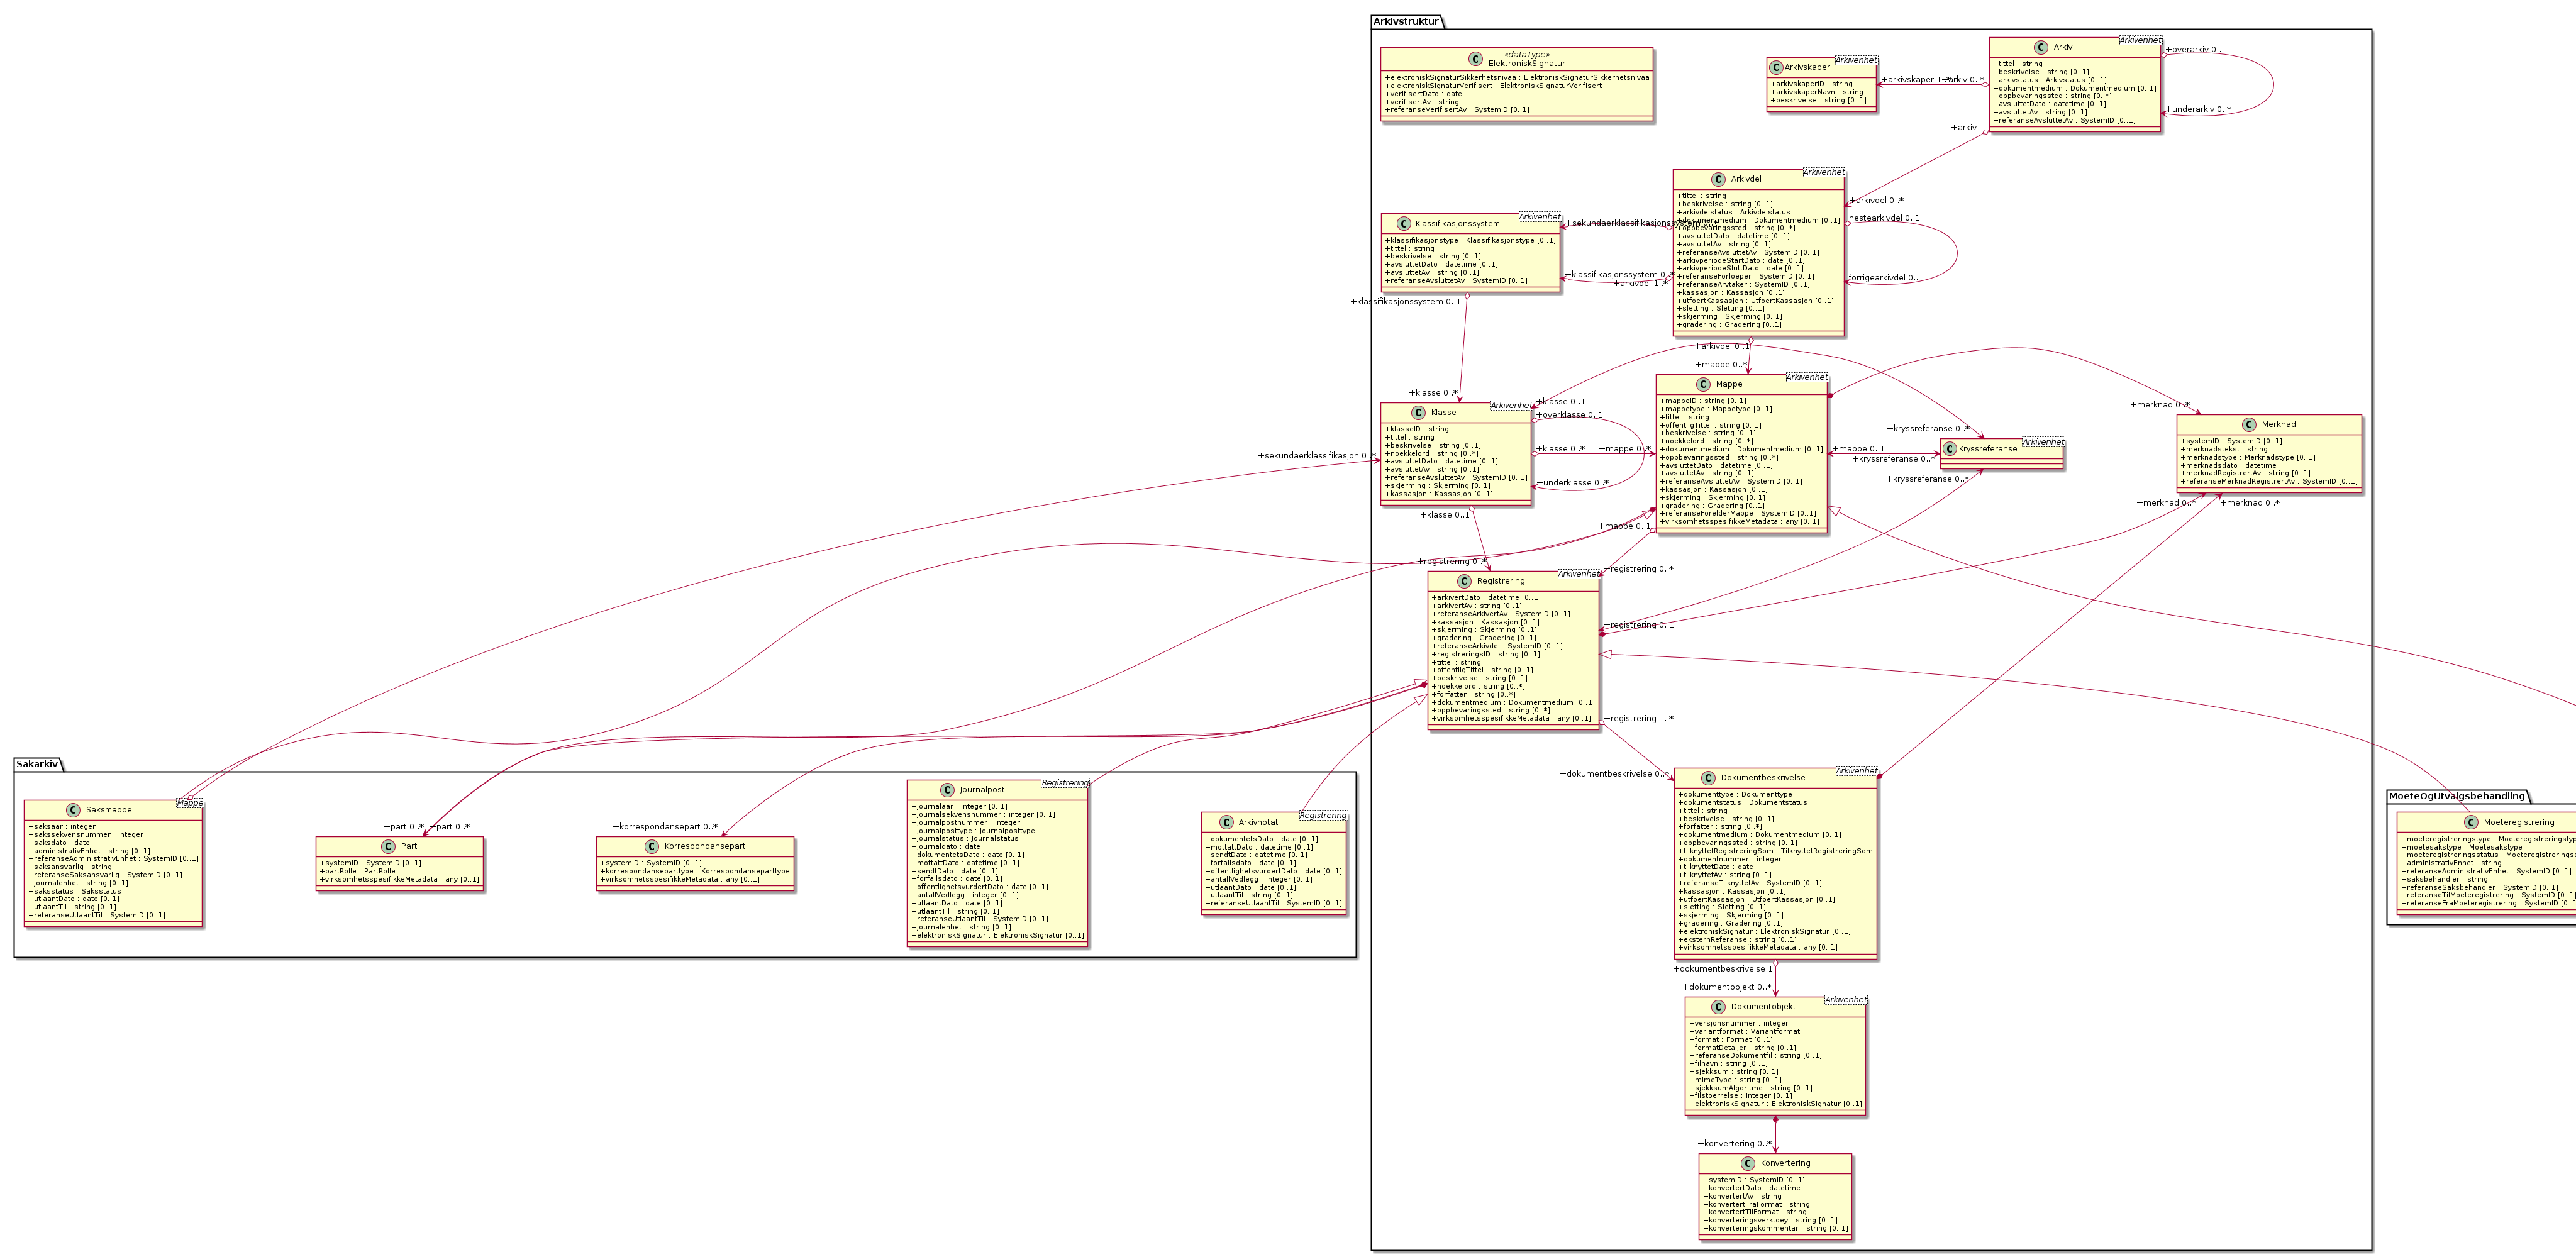 Arkivstruktur
«dataType»
ElektroniskSignatur
+elektroniskSignaturSikkerhetsnivaa : ElektroniskSignaturSikkerhetsnivaa
+elektroniskSignaturVerifisert : ElektroniskSignaturVerifisert
+verifisertDato : date
+verifisertAv : string
+referanseVerifisertAv : SystemID [0..1]
Arkivskaper
Arkivenhet
+arkivskaperID : string
+arkivskaperNavn : string
+beskrivelse : string [0..1]
+arkivskaper 1..*
+arkiv 0..*
Arkiv
Arkivenhet
+tittel : string
+beskrivelse : string [0..1]
+arkivstatus : Arkivstatus [0..1]
+dokumentmedium : Dokumentmedium [0..1]
+oppbevaringssted : string [0..*]
+avsluttetDato : datetime [0..1]
+avsluttetAv : string [0..1]
+referanseAvsluttetAv : SystemID [0..1]
+overarkiv 0..1
+underarkiv 0..*
+arkiv 1
+arkivdel 0..*
Arkivdel
Arkivenhet
+tittel : string
+beskrivelse : string [0..1]
+arkivdelstatus : Arkivdelstatus
+dokumentmedium : Dokumentmedium [0..1]
+oppbevaringssted : string [0..*]
+avsluttetDato : datetime [0..1]
+avsluttetAv : string [0..1]
+referanseAvsluttetAv : SystemID [0..1]
+arkivperiodeStartDato : date [0..1]
+arkivperiodeSluttDato : date [0..1]
+referanseForloeper : SystemID [0..1]
+referanseArvtaker : SystemID [0..1]
+kassasjon : Kassasjon [0..1]
+utfoertKassasjon : UtfoertKassasjon [0..1]
+sletting : Sletting [0..1]
+skjerming : Skjerming [0..1]
+gradering : Gradering [0..1]
nestearkivdel 0..1
forrigearkivdel 0..1
+sekundaerklassifikasjonssystem 0..*
+klassifikasjonssystem 0..*
+arkivdel 1..*
Klassifikasjonssystem
Arkivenhet
+klassifikasjonstype : Klassifikasjonstype [0..1]
+tittel : string
+beskrivelse : string [0..1]
+avsluttetDato : datetime [0..1]
+avsluttetAv : string [0..1]
+referanseAvsluttetAv : SystemID [0..1]
+klassifikasjonssystem 0..1
+klasse 0..*
+arkivdel 0..1
+mappe 0..*
Klasse
Arkivenhet
+klasseID : string
+tittel : string
+beskrivelse : string [0..1]
+noekkelord : string [0..*]
+avsluttetDato : datetime [0..1]
+avsluttetAv : string [0..1]
+referanseAvsluttetAv : SystemID [0..1]
+skjerming : Skjerming [0..1]
+kassasjon : Kassasjon [0..1]
+klasse 0..1
+overklasse 0..1
+klasse 0..*
+mappe 0..*
+underklasse 0..*
+sekundaerklassifikasjon 0..*
+klasse 0..1
+registrering 0..*
Mappe
Arkivenhet
+mappeID : string [0..1]
+mappetype : Mappetype [0..1]
+tittel : string
+offentligTittel : string [0..1]
+beskrivelse : string [0..1]
+noekkelord : string [0..*]
+dokumentmedium : Dokumentmedium [0..1]
+oppbevaringssted : string [0..*]
+avsluttetDato : datetime [0..1]
+avsluttetAv : string [0..1]
+referanseAvsluttetAv : SystemID [0..1]
+kassasjon : Kassasjon [0..1]
+skjerming : Skjerming [0..1]
+gradering : Gradering [0..1]
+referanseForelderMappe : SystemID [0..1]
+virksomhetsspesifikkeMetadata : any [0..1]
+mappe 0..1
+kryssreferanse 0..*
+kryssreferanse 0..*
+kryssreferanse 0..*
Kryssreferanse
Arkivenhet
+merknad 0..*
Merknad
+systemID : SystemID [0..1]
+merknadstekst : string
+merknadstype : Merknadstype [0..1]
+merknadsdato : datetime
+merknadRegistrertAv : string [0..1]
+referanseMerknadRegistrertAv : SystemID [0..1]
+merknad 0..*
+merknad 0..*
+mappe 0..1
+registrering 0..*
Registrering
Arkivenhet
+arkivertDato : datetime [0..1]
+arkivertAv : string [0..1]
+referanseArkivertAv : SystemID [0..1]
+kassasjon : Kassasjon [0..1]
+skjerming : Skjerming [0..1]
+gradering : Gradering [0..1]
+referanseArkivdel : SystemID [0..1]
+registreringsID : string [0..1]
+tittel : string
+offentligTittel : string [0..1]
+beskrivelse : string [0..1]
+noekkelord : string [0..*]
+forfatter : string [0..*]
+dokumentmedium : Dokumentmedium [0..1]
+oppbevaringssted : string [0..*]
+virksomhetsspesifikkeMetadata : any [0..1]
+registrering 0..1
+registrering 1..*
+dokumentbeskrivelse 0..*
Dokumentbeskrivelse
Arkivenhet
+dokumenttype : Dokumenttype
+dokumentstatus : Dokumentstatus
+tittel : string
+beskrivelse : string [0..1]
+forfatter : string [0..*]
+dokumentmedium : Dokumentmedium [0..1]
+oppbevaringssted : string [0..1]
+tilknyttetRegistreringSom : TilknyttetRegistreringSom
+dokumentnummer : integer
+tilknyttetDato : date
+tilknyttetAv : string [0..1]
+referanseTilknyttetAv : SystemID [0..1]
+kassasjon : Kassasjon [0..1]
+utfoertKassasjon : UtfoertKassasjon [0..1]
+sletting : Sletting [0..1]
+skjerming : Skjerming [0..1]
+gradering : Gradering [0..1]
+elektroniskSignatur : ElektroniskSignatur [0..1]
+eksternReferanse : string [0..1]
+virksomhetsspesifikkeMetadata : any [0..1]
+dokumentbeskrivelse 1
+dokumentobjekt 0..*
Dokumentobjekt
Arkivenhet
+versjonsnummer : integer
+variantformat : Variantformat
+format : Format [0..1]
+formatDetaljer : string [0..1]
+referanseDokumentfil : string [0..1]
+filnavn : string [0..1]
+sjekksum : string [0..1]
+mimeType : string [0..1]
+sjekksumAlgoritme : string [0..1]
+filstoerrelse : integer [0..1]
+elektroniskSignatur : ElektroniskSignatur [0..1]
+konvertering 0..*
Konvertering
+systemID : SystemID [0..1]
+konvertertDato : datetime
+konvertertAv : string
+konvertertFraFormat : string
+konvertertTilFormat : string
+konverteringsverktoey : string [0..1]
+konverteringskommentar : string [0..1]
Sakarkiv
Saksmappe
Mappe
+saksaar : integer
+sakssekvensnummer : integer
+saksdato : date
+administrativEnhet : string [0..1]
+referanseAdministrativEnhet : SystemID [0..1]
+saksansvarlig : string
+referanseSaksansvarlig : SystemID [0..1]
+journalenhet : string [0..1]
+saksstatus : Saksstatus
+utlaantDato : date [0..1]
+utlaantTil : string [0..1]
+referanseUtlaantTil : SystemID [0..1]
+part 0..*
+part 0..*
Part
+systemID : SystemID [0..1]
+partRolle : PartRolle
+virksomhetsspesifikkeMetadata : any [0..1]
+korrespondansepart 0..*
Korrespondansepart
+systemID : SystemID [0..1]
+korrespondanseparttype : Korrespondanseparttype
+virksomhetsspesifikkeMetadata : any [0..1]
Journalpost
Registrering
+journalaar : integer [0..1]
+journalsekvensnummer : integer [0..1]
+journalpostnummer : integer
+journalposttype : Journalposttype
+journalstatus : Journalstatus
+journaldato : date
+dokumentetsDato : date [0..1]
+mottattDato : datetime [0..1]
+sendtDato : date [0..1]
+forfallsdato : date [0..1]
+offentlighetsvurdertDato : date [0..1]
+antallVedlegg : integer [0..1]
+utlaantDato : date [0..1]
+utlaantTil : string [0..1]
+referanseUtlaantTil : SystemID [0..1]
+journalenhet : string [0..1]
+elektroniskSignatur : ElektroniskSignatur [0..1]
Arkivnotat
Registrering
+dokumentetsDato : date [0..1]
+mottattDato : datetime [0..1]
+sendtDato : datetime [0..1]
+forfallsdato : date [0..1]
+offentlighetsvurdertDato : date [0..1]
+antallVedlegg : integer [0..1]
+utlaantDato : date [0..1]
+utlaantTil : string [0..1]
+referanseUtlaantTil : SystemID [0..1]
MoeteOgUtvalgsbehandling
Moeteregistrering
+moeteregistreringstype : Moeteregistreringstyp
+moetesakstype : Moetesakstype
+moeteregistreringsstatus : Moeteregistreringss
+administrativEnhet : string
+referanseAdministrativEnhet : SystemID [0..1]
+saksbehandler : string
+referanseSaksbehandler : SystemID [0..1]
+referanseTilMoeteregistrering : SystemID [0..1]
+referanseFraMoeteregistrering : SystemID [0..1